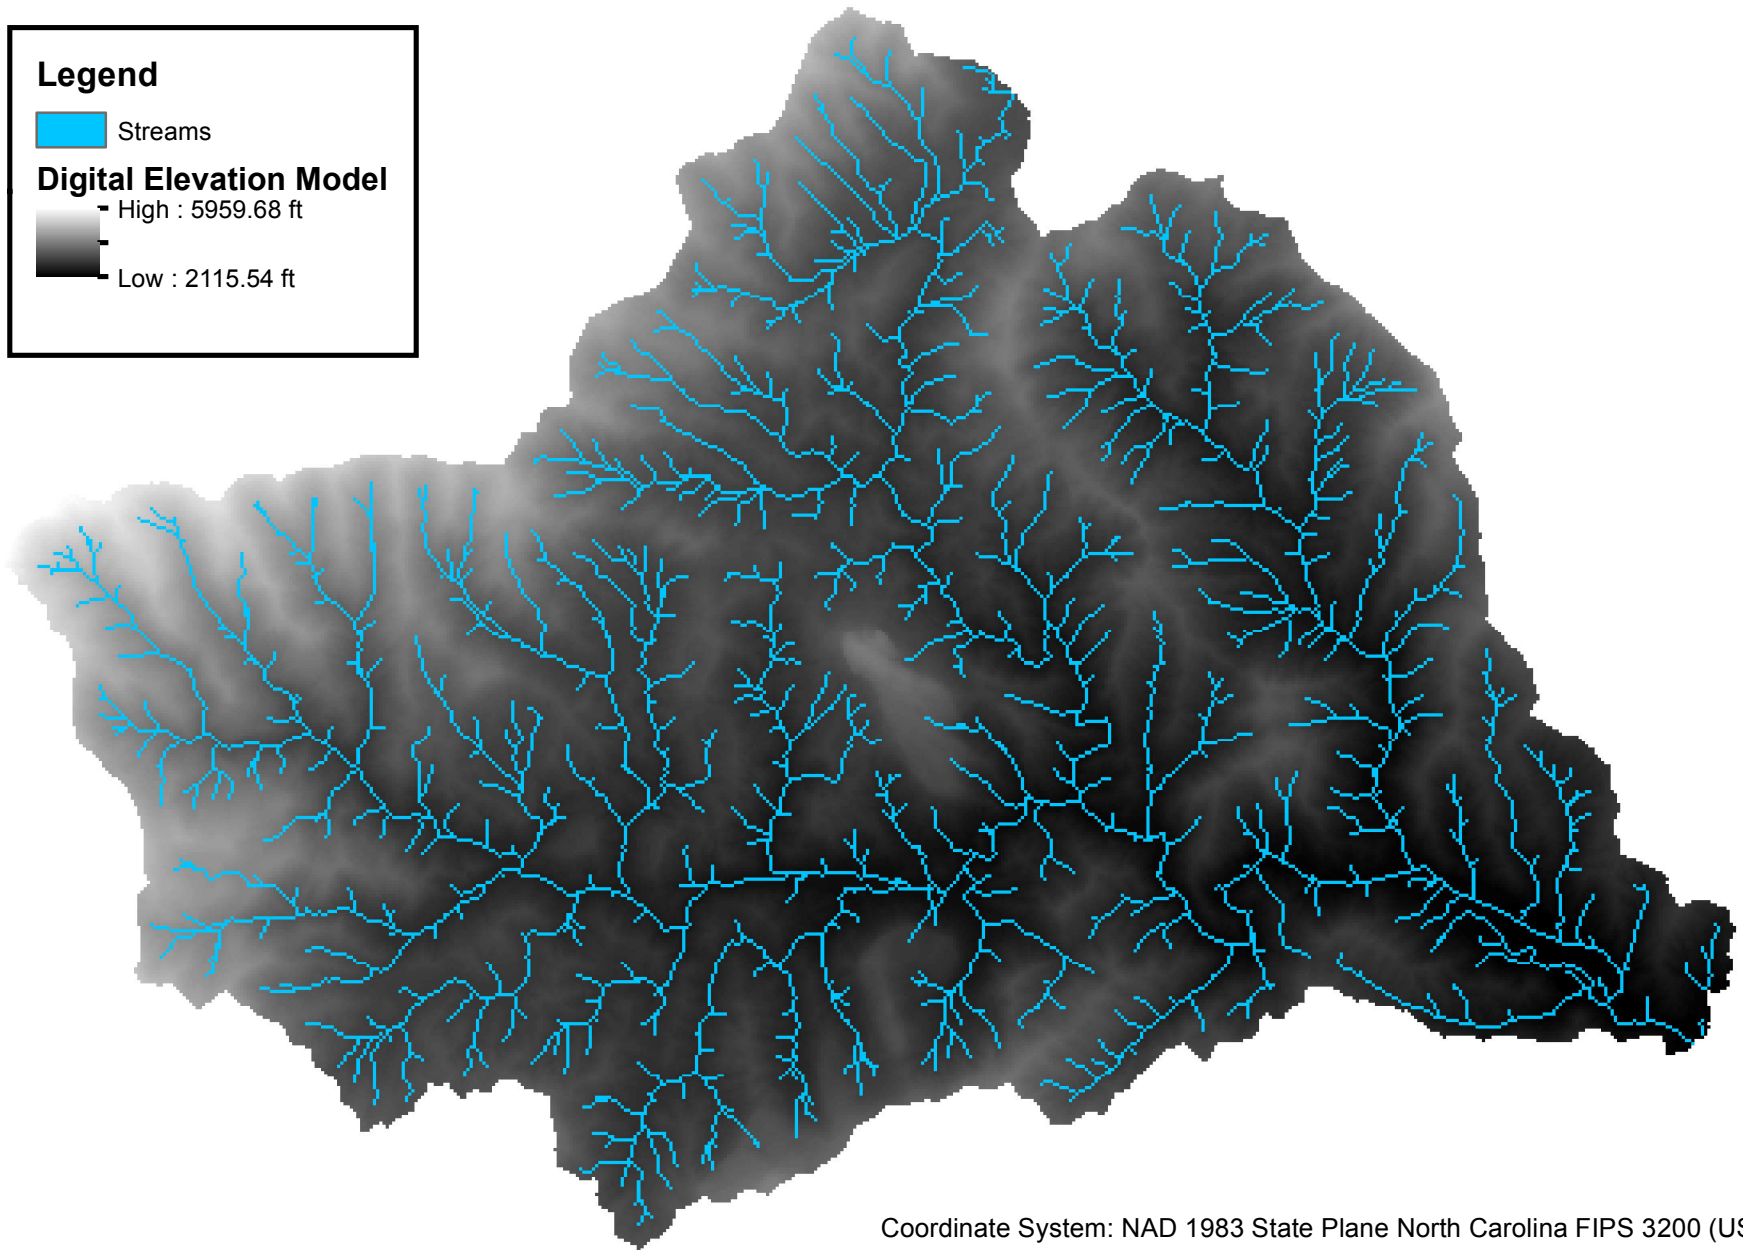 Legend
Streams
Digital Elevation Model
High : 5959.68 ft
Low : 2115.54 ft
Coordinate System: NAD 1983 State Plane North Carolina FIPS 3200 (US